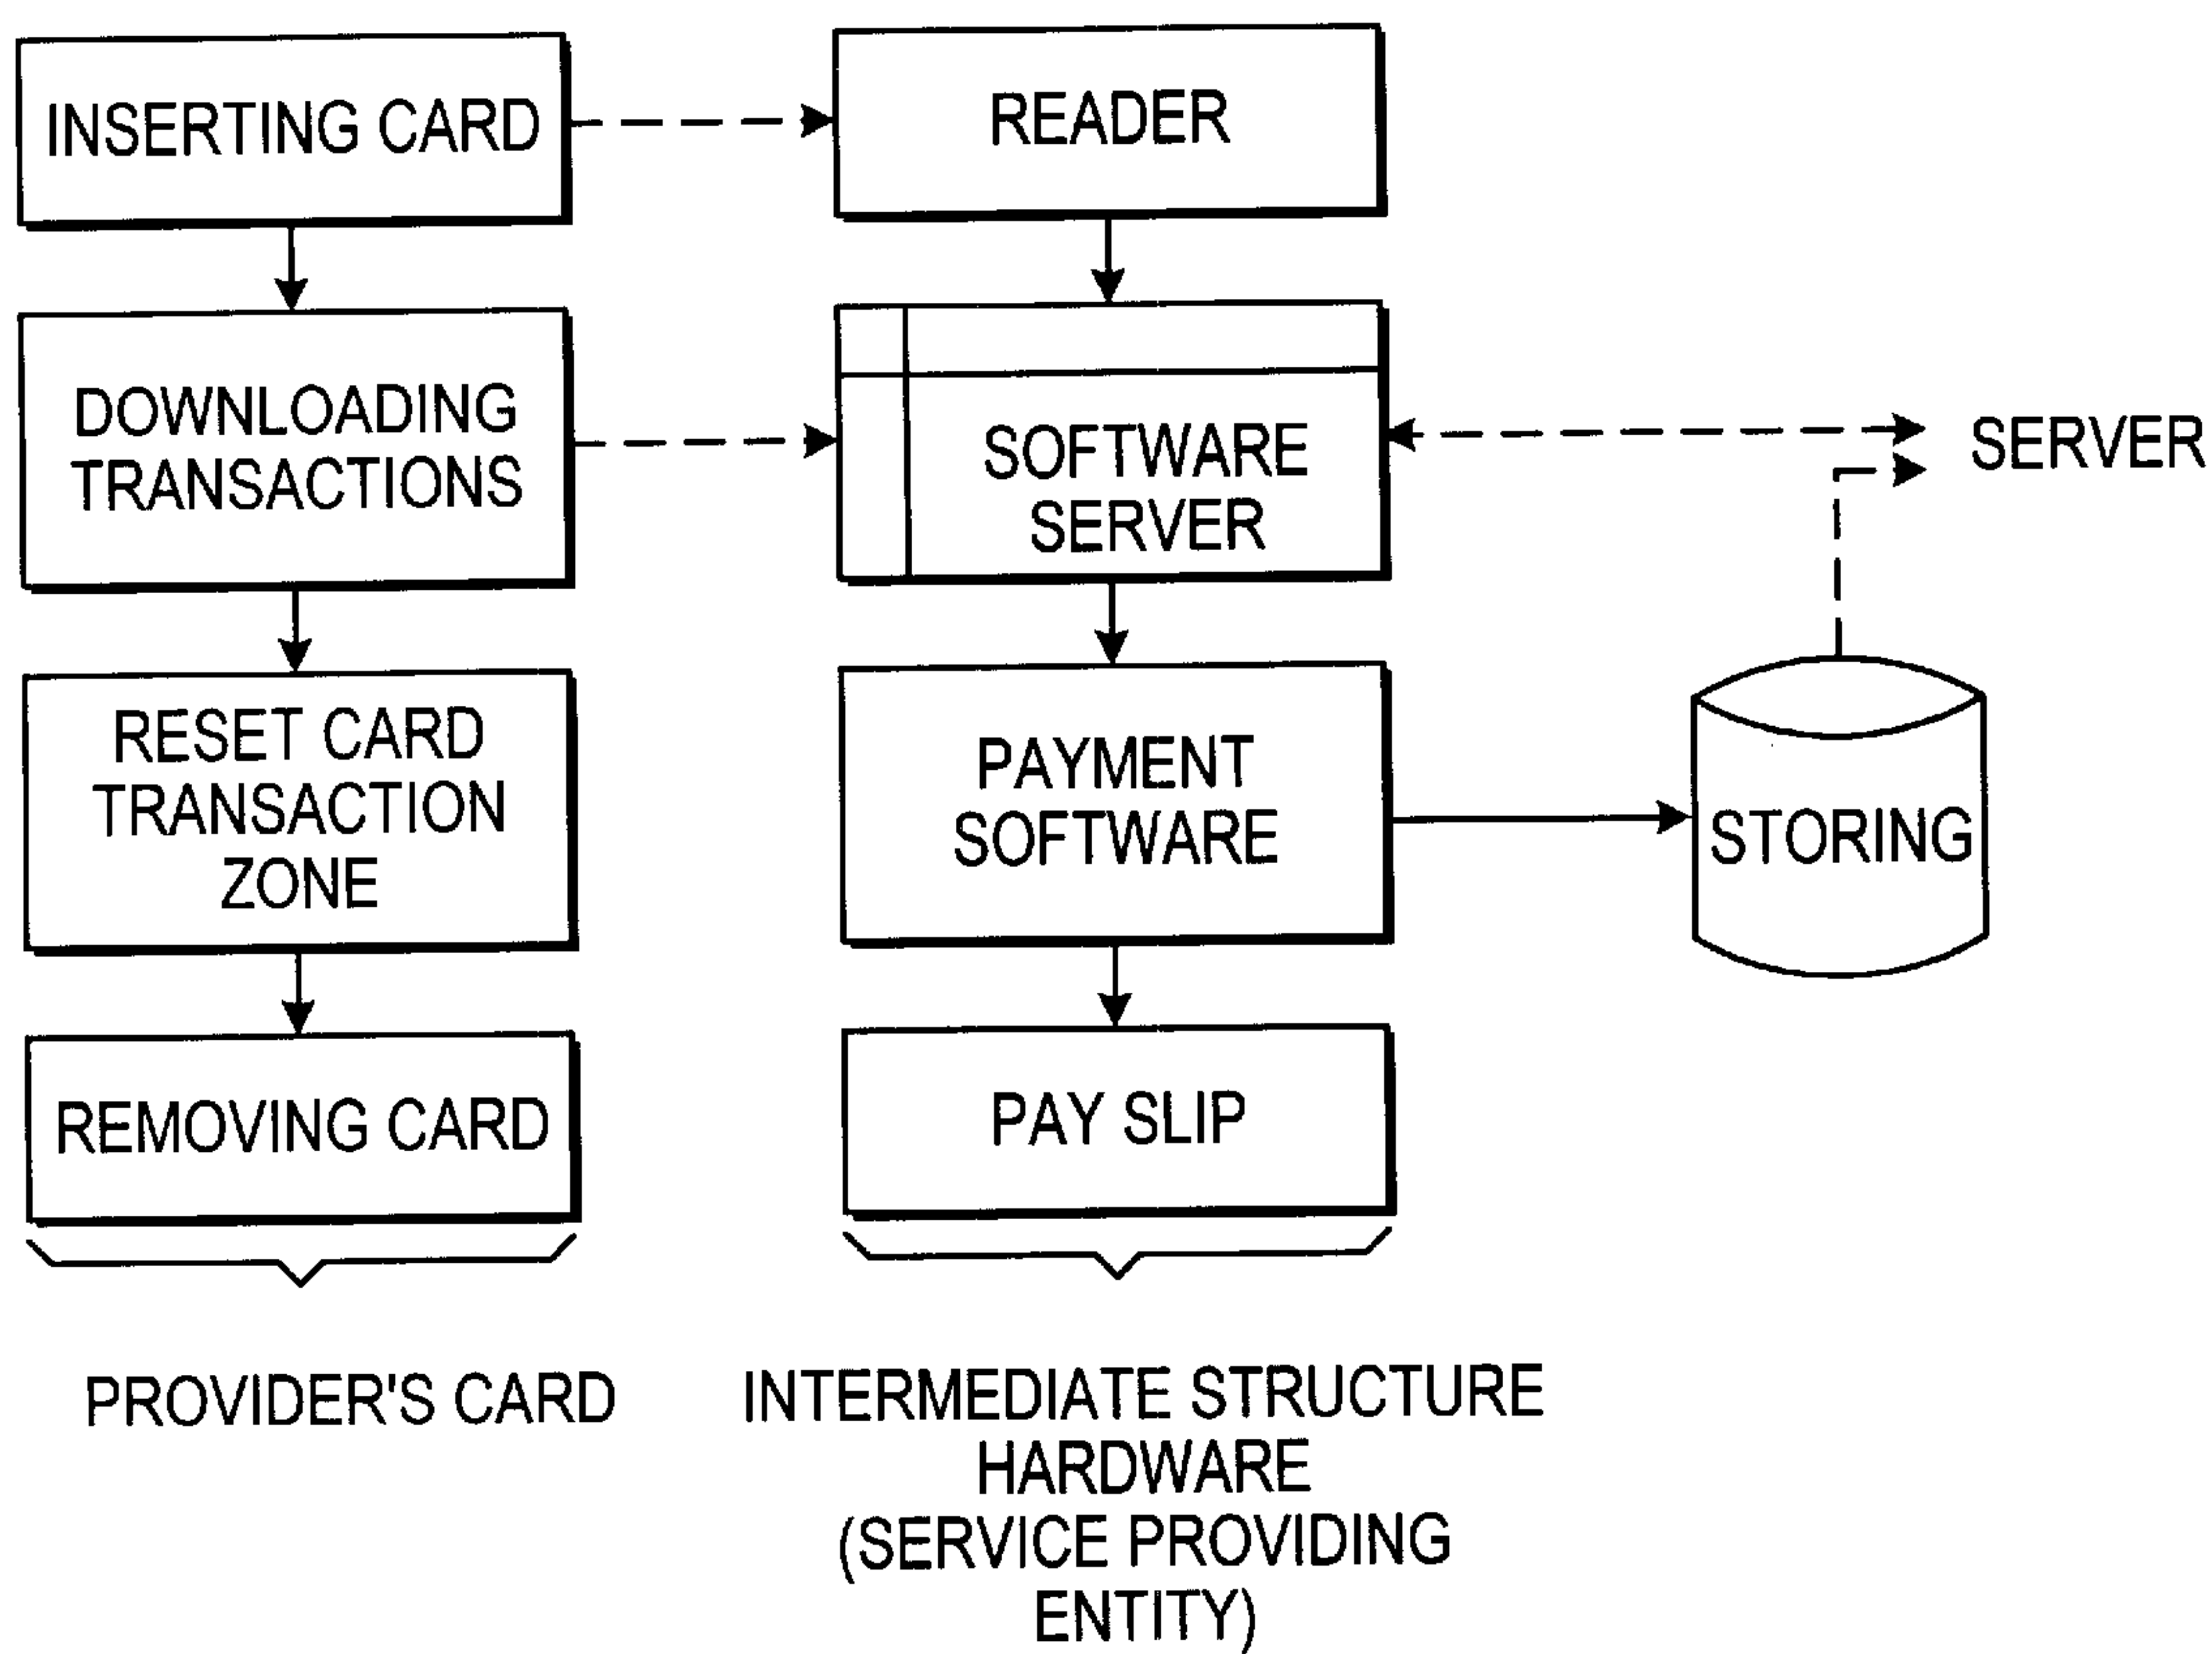 INSERTING CARD
READER
DOWNLOADING
TRANSACTIONS
SOFTWARE
SERVER
SERVER
RESET CARD
TRANSACTION
ZONE
PAYMENT
SOFTWARE
STORING
REMOVING CARD
PAY SLIP
PROVIDER'S CARD
INTERMEDIATE STRUCTURE
HARDWARE
(SERVICE PROVIDING
ENTITY)